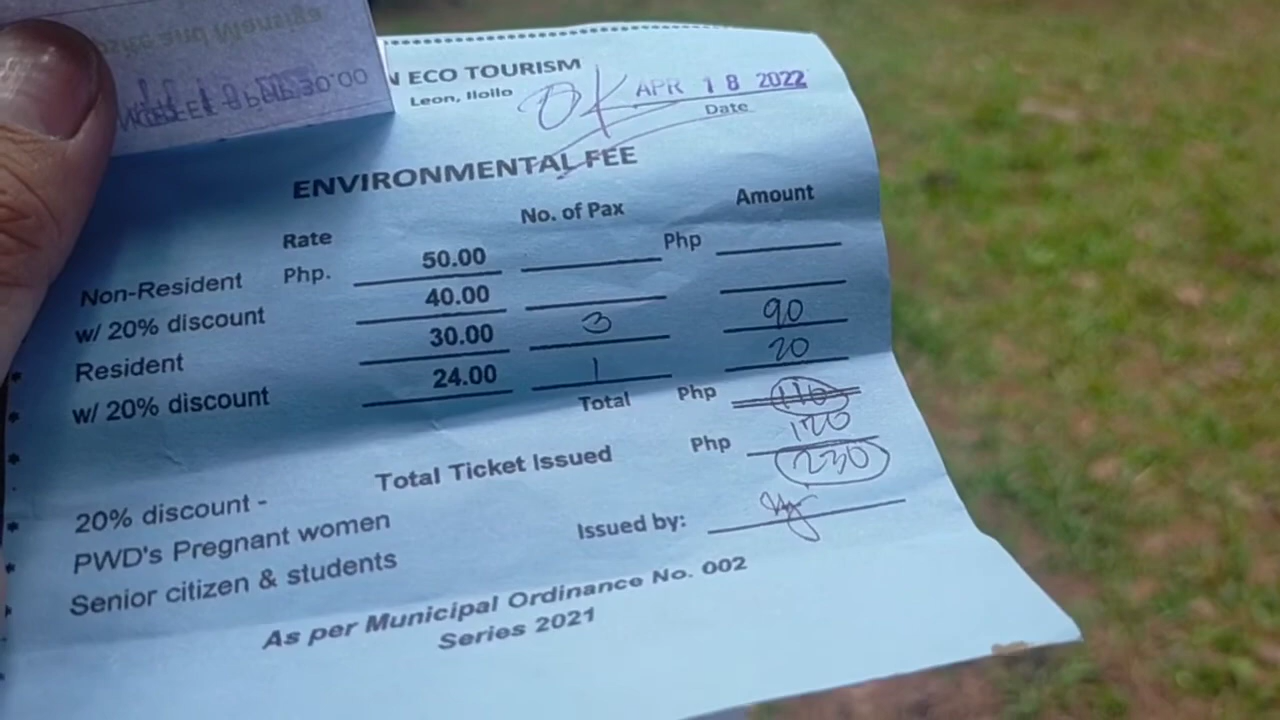 ECO TOURISM
Leon, Iloilo
OK
APR 18 2022
Date
ENVIRONMENTAL FEE
Rate No. of Pax Amount
Non-Resident Php. 50.00 Php
w/ 20% discount 40.00
Resident 30.00 3 90
w/ 20% discount 24.00 1 20
Total Php 110
120
Total Ticket Issued Php 230
20% discount -
PWD's Pregnant women
Senior citizen & students
Issued by:
As per Municipal Ordinance No. 002
Series 2021